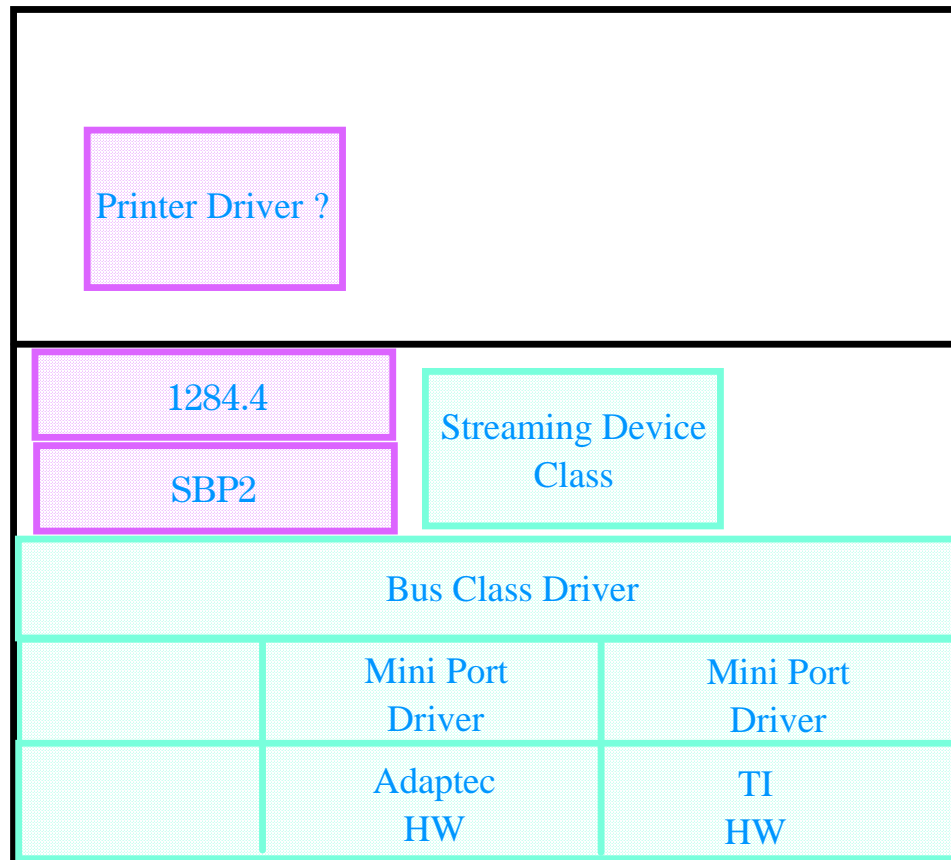 Printer Driver ?
1284.4
SBP2
Streaming Device
Class
Bus Class Driver
Mini Port
Driver
Mini Port
Driver
Adaptec
HW
TI
HW